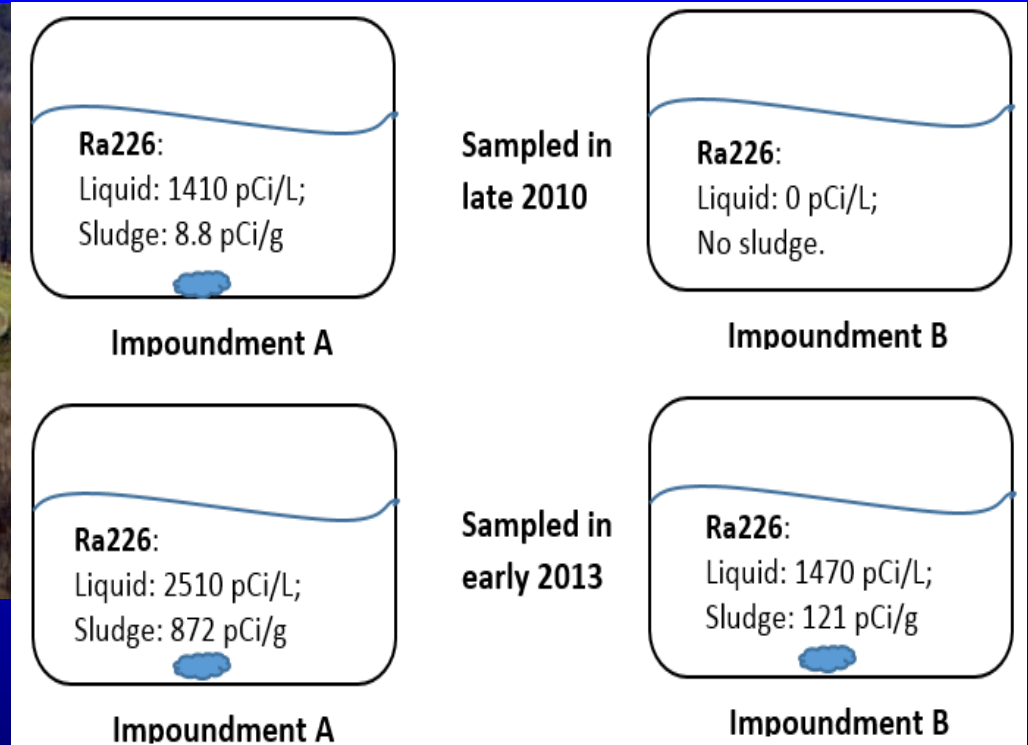 Ra226:
Liquid: 1410 pCi/L;
Sludge: 8.8 pCi/g
Impoundment A
Sampled in
late 2010
Ra226:
Liquid: 0 pCi/L;
No sludge.
Impoundment B
Ra226:
Liquid: 2510 pCi/L;
Sludge: 872 pCi/g
Impoundment A
Sampled in
early 2013
Ra226:
Liquid: 1470 pCi/L;
Sludge: 121 pCi/g
Impoundment B